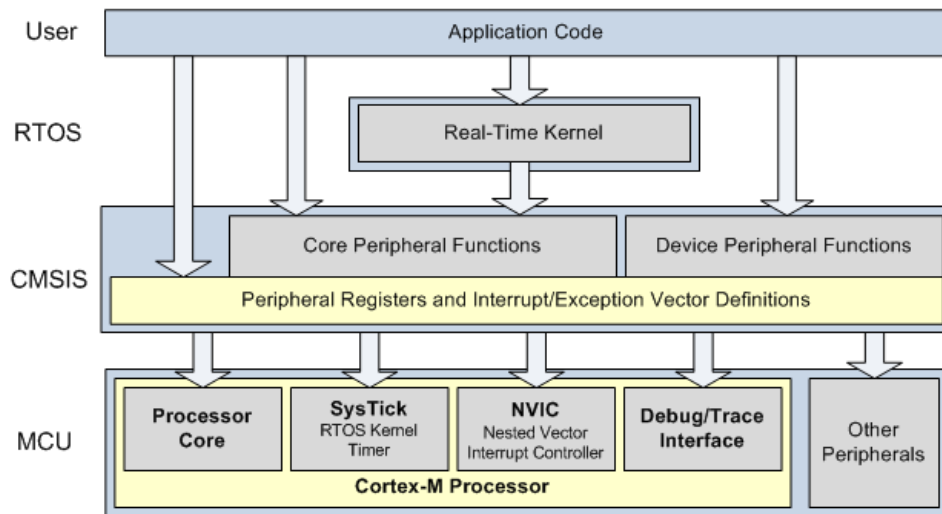 User
Application Code
RTOS
Real-Time Kernel
CMSIS
Core Peripheral Functions
Device Peripheral Functions
Peripheral Registers and Interrupt/Exception Vector Definitions
MCU
Processor
Core
SysTick
RTOS Kernel
Timer
NVIC
Nested Vector
Interrupt Controller
Debug/Trace
Interface
Other
Peripherals
Cortex-M Processor